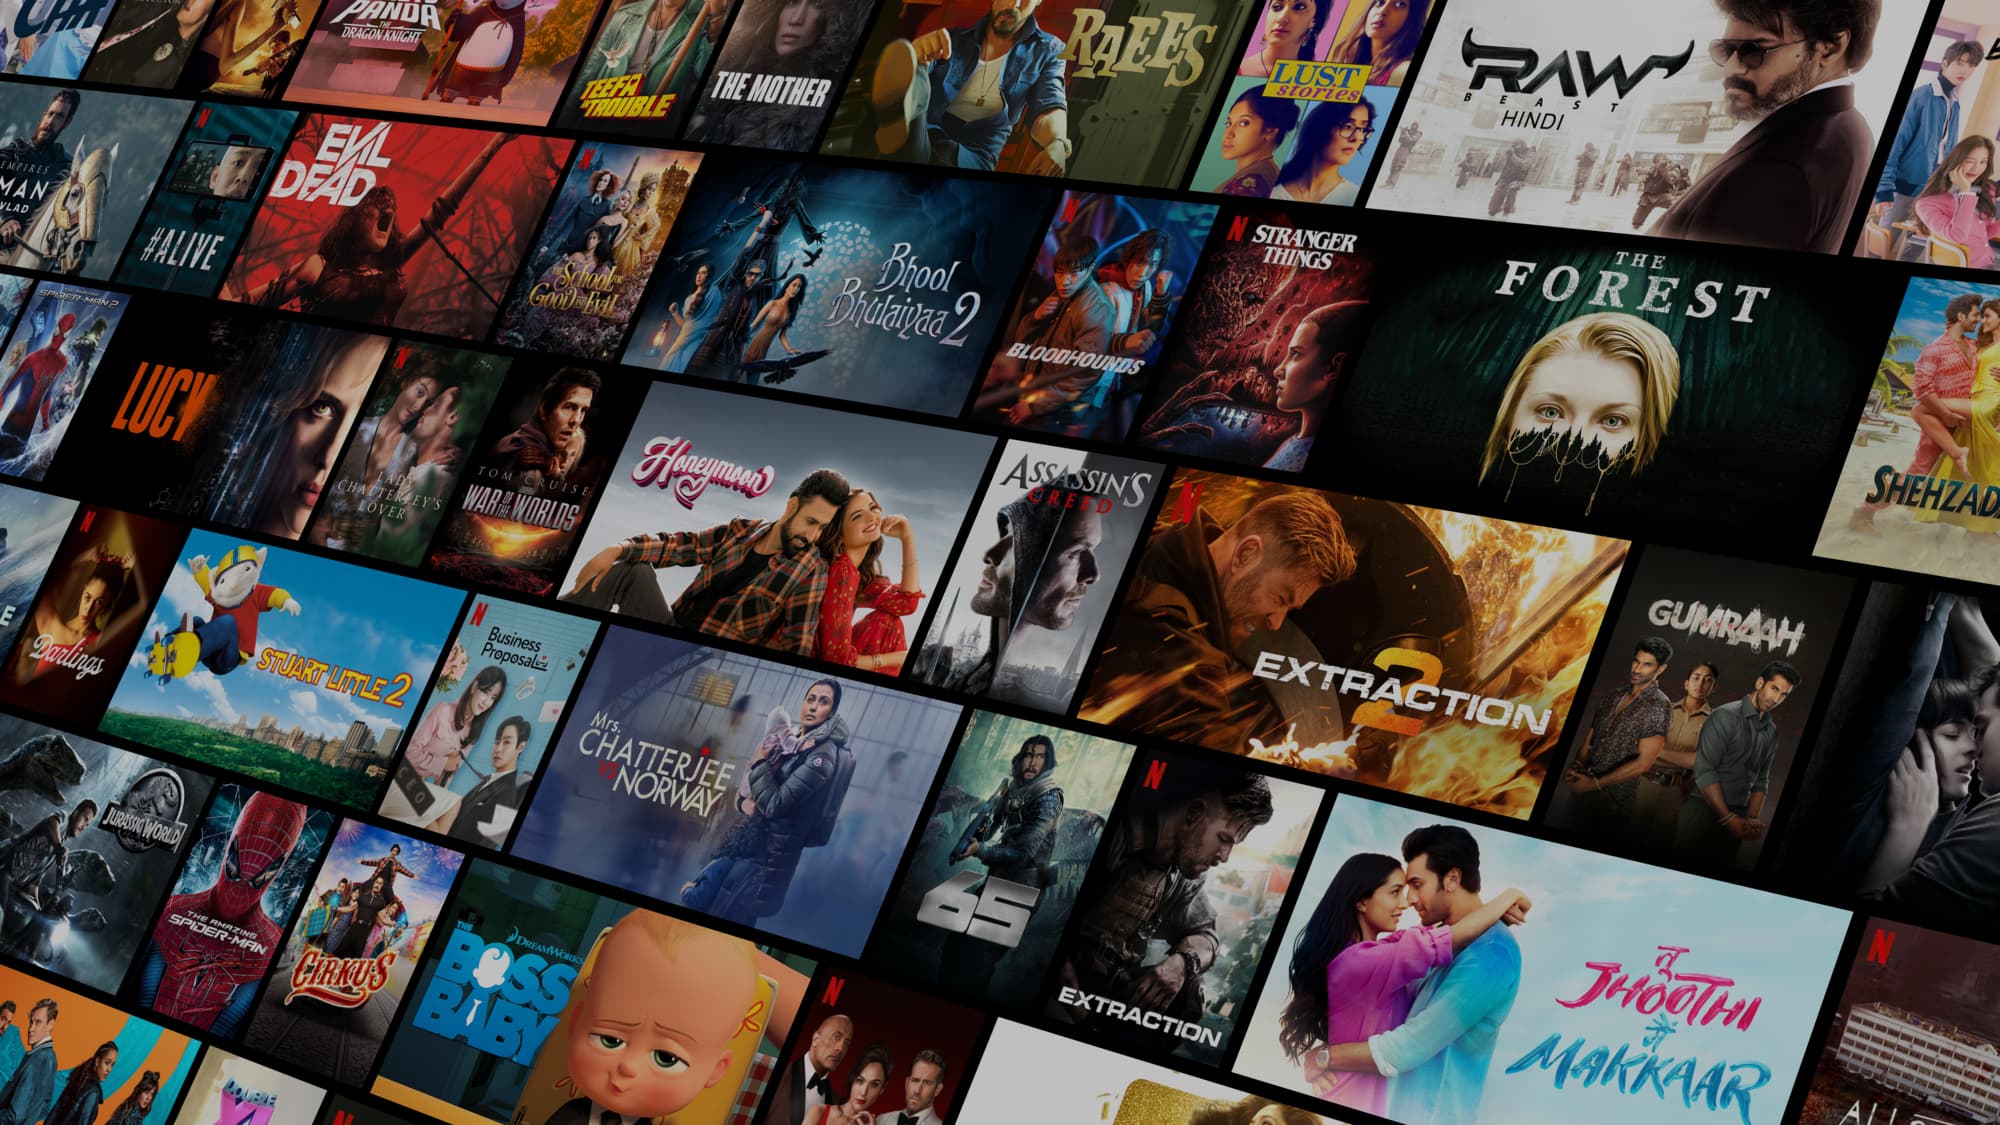 PANDA
THE
DRAGON KNIGHT
TEEFA
IN TROUBLE
THE MOTHER
RAEES
LUST
stories
RAW
BEAST
HINDI
EMPIRES
MAN
VLAD
N
#ALIVE
EVIL
DEAD
N
THE
School for
Good and Evil
Bhool
Bhulaiyaa 2
N
BLOODHOUNDS
N
STRANGER
THINGS
THE
FOREST
SHEHZADA
SPIDER-MAN 2
LUCY
N
LADY
CHATTERLEY'S
LOVER
TOM CRUISE
WAR OF THE WORLDS
Honeymoon
ASSASSIN'S
CREED
N
EXTRACTION
2
GUMRAAH
E
N
Darlings
STUART LITTLE 2
N
Business
Proposal
CEO
Mrs.
CHATTERJEE
VS
NORWAY
65
N
EXTRACTION
तू
JHOOTHI
मैं
MAKKAAR
N
JURASSIC WORLD
THE AMAZING
SPIDER-MAN
CIRKUS
THE
DREAMWORKS
BOSS
BABY
N
DOUBLE
N
ALL